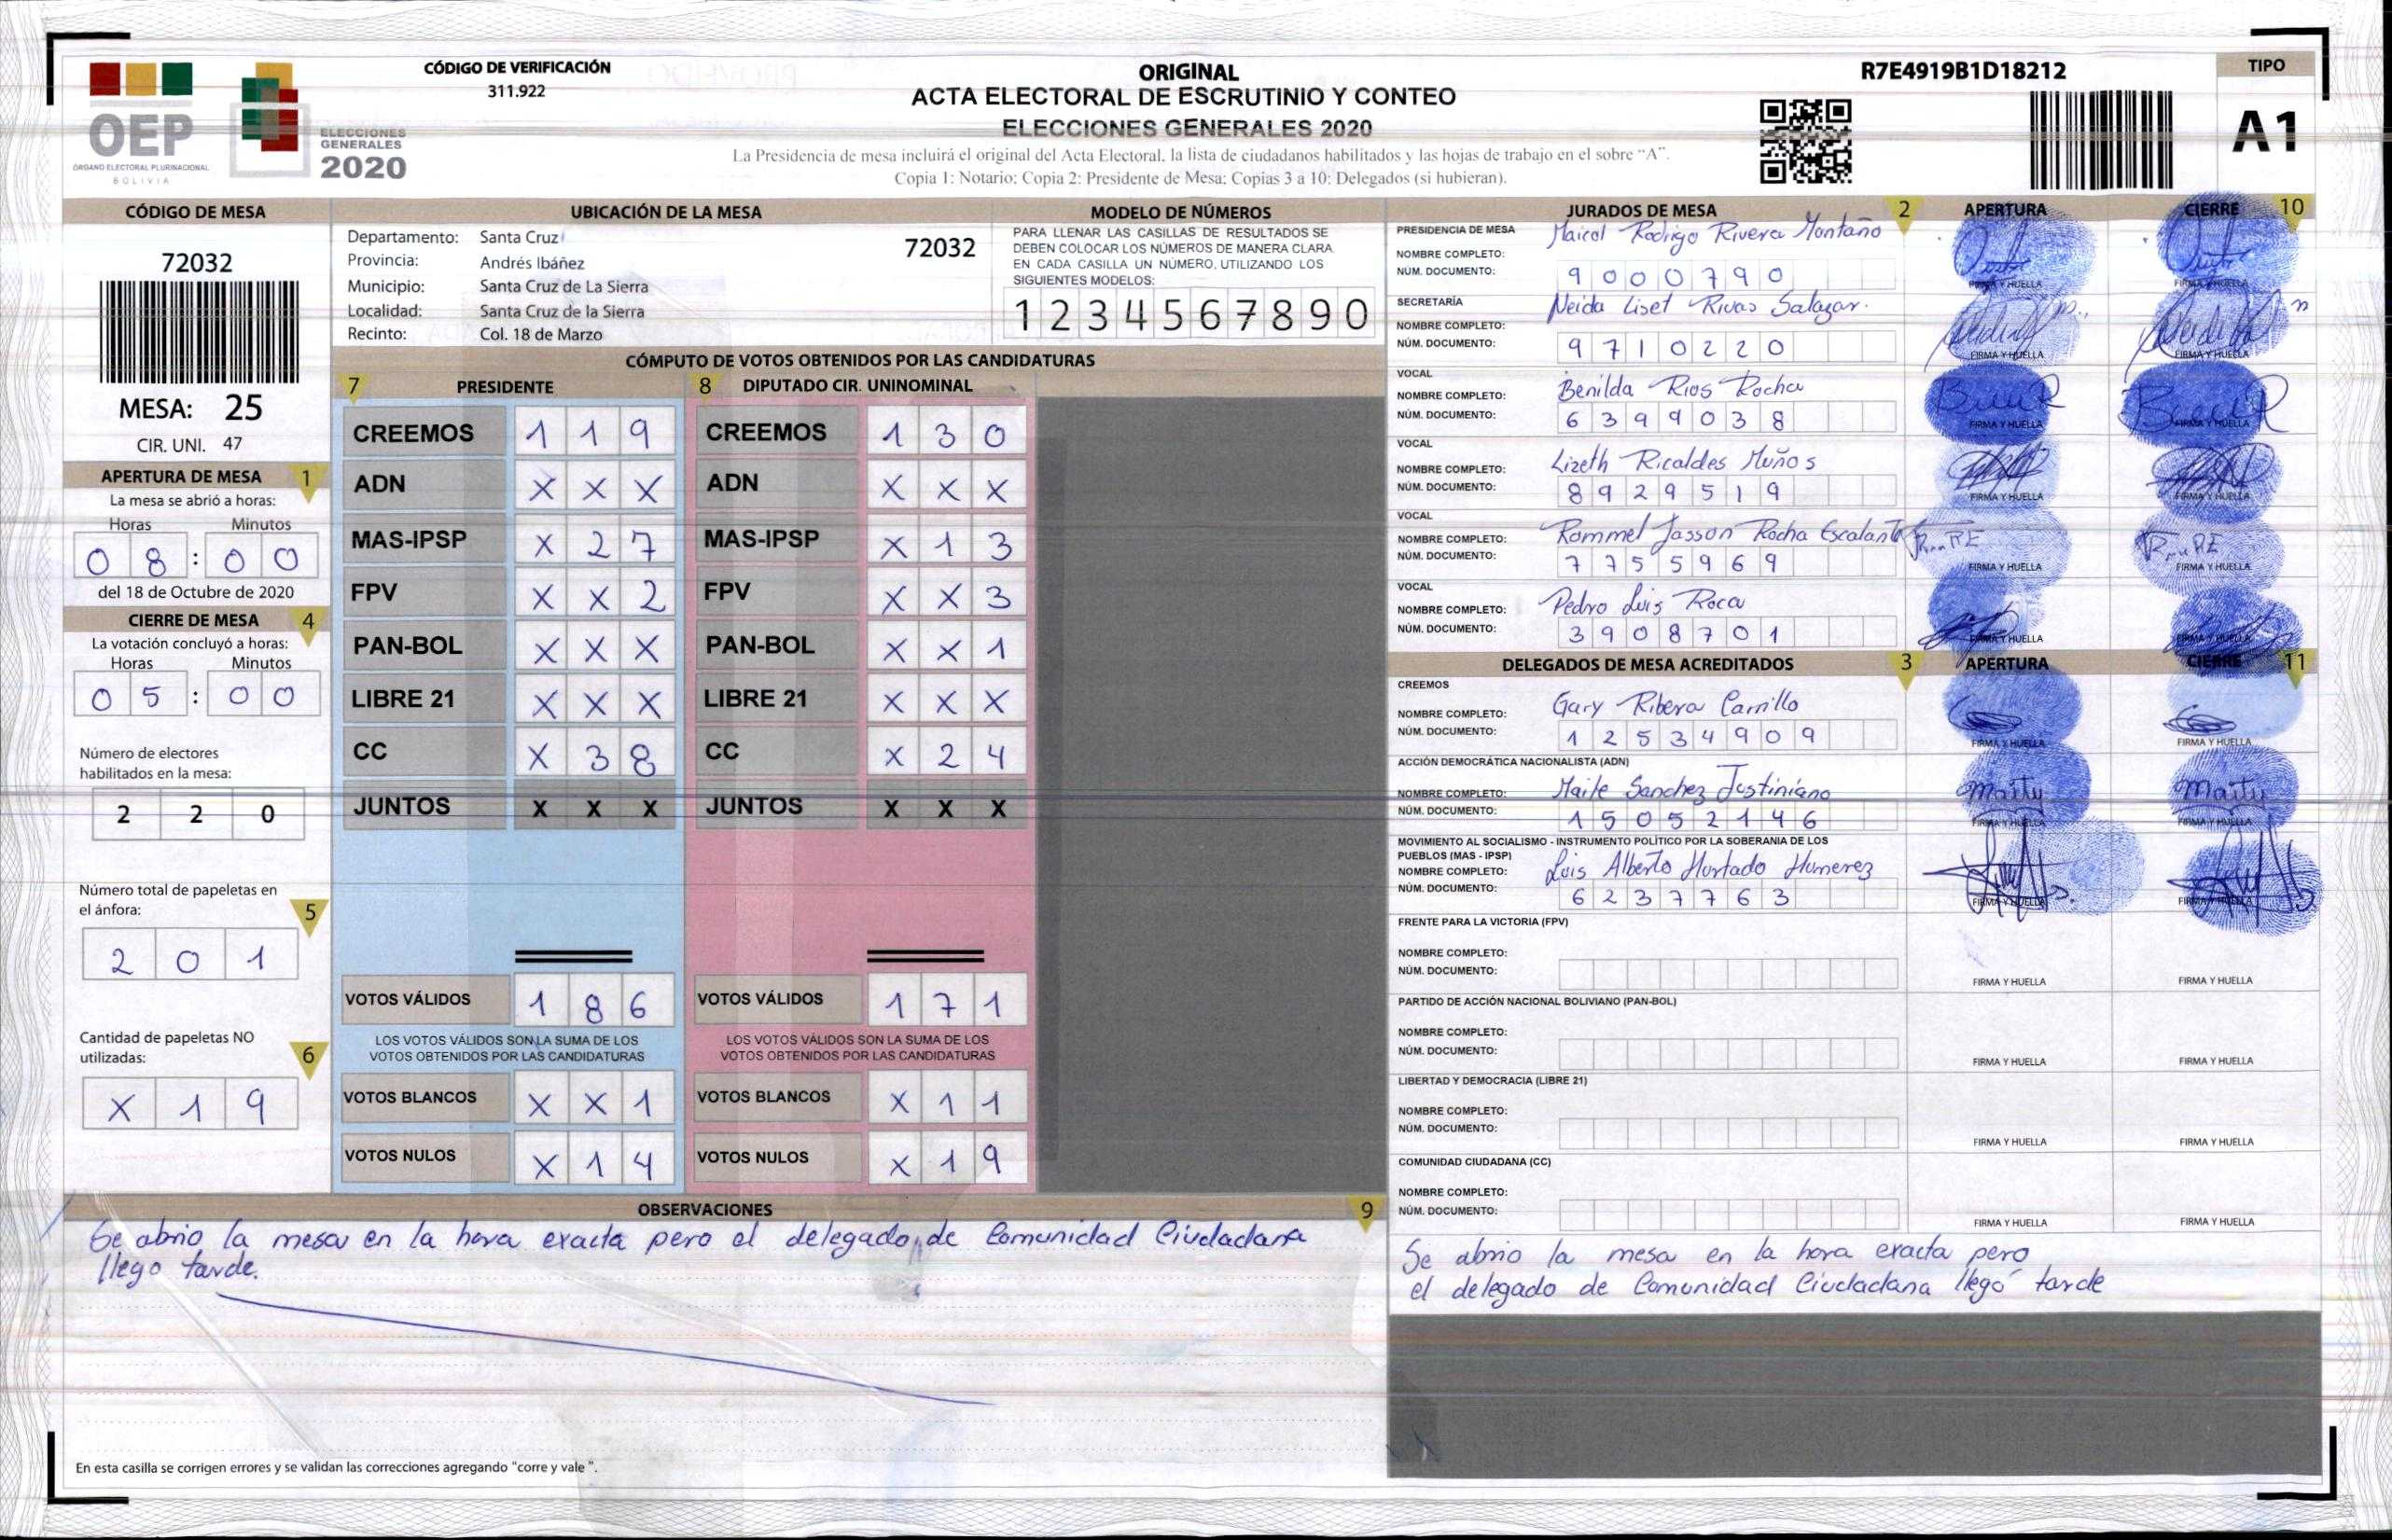 OEP
ÓRGANO ELECTORAL PLURINACIONAL
BOLIVIA
ELECCIONES
GENERALES
2020
CÓDIGO DE VERIFICACIÓN
311.922
ORIGINAL
ACTA ELECTORAL DE ESCRUTINIO Y CONTEO
ELECCIONES GENERALES 2020
La Presidencia de mesa incluirá el original del Acta Electoral, la lista de ciudadanos habilitados y las hojas de trabajo en el sobre “A”.
Copia 1: Notario; Copia 2: Presidente de Mesa; Copias 3 a 10: Delegados (si hubieran).
R7E4919B1D18212
TIPO
A1
CÓDIGO DE MESA
72032
MESA: 25
CIR. UNI. 47
APERTURA DE MESA 1
La mesa se abrió a horas:
Horas Minutos
0 8 : 0 0
del 18 de Octubre de 2020
CIERRE DE MESA 4
La votación concluyó a horas:
Horas Minutos
0 5 : 0 0
Número de electores
habilitados en la mesa:
2 2 0
Número total de papeletas en
el ánfora: 5
2 0 1
Cantidad de papeletas NO
utilizadas: 6
X 1 9
UBICACIÓN DE LA MESA
Departamento: Santa Cruz 72032
Provincia: Andrés Ibáñez
Municipio: Santa Cruz de La Sierra
Localidad: Santa Cruz de la Sierra
Recinto: Col. 18 de Marzo
MODELO DE NÚMEROS
PARA LLENAR LAS CASILLAS DE RESULTADOS SE
DEBEN COLOCAR LOS NÚMEROS DE MANERA CLARA
EN CADA CASILLA UN NÚMERO, UTILIZANDO LOS
SIGUIENTES MODELOS:
1 2 3 4 5 6 7 8 9 0
CÓMPUTO DE VOTOS OBTENIDOS POR LAS CANDIDATURAS
7 PRESIDENTE 8 DIPUTADO CIR. UNINOMINAL
CREEMOS 1 1 9 CREEMOS 1 3 0
ADN X X X ADN X X X
MAS-IPSP X 2 7 MAS-IPSP X 1 3
FPV X X 2 FPV X X 3
PAN-BOL X X X PAN-BOL X X 1
LIBRE 21 X X X LIBRE 21 X X X
CC X 3 8 CC X 2 4
JUNTOS X X X JUNTOS X X X
VOTOS VÁLIDOS 1 8 6 VOTOS VÁLIDOS 1 7 1
LOS VOTOS VÁLIDOS SON LA SUMA DE LOS LOS VOTOS VÁLIDOS SON LA SUMA DE LOS
VOTOS OBTENIDOS POR LAS CANDIDATURAS VOTOS OBTENIDOS POR LAS CANDIDATURAS
VOTOS BLANCOS X X 1 VOTOS BLANCOS X 1 1
VOTOS NULOS X 1 4 VOTOS NULOS X 1 9
OBSERVACIONES 9
Se abrio la mesa en la hora exacta pero el delegado de Comunidad Ciudadana
llego tarde.
En esta casilla se corrigen errores y se validan las correcciones agregando "corre y vale ".
JURADOS DE MESA 2 APERTURA CIERRE 10
PRESIDENCIA DE MESA
NOMBRE COMPLETO: Maicol Rodrigo Rivera Montaño
NÚM. DOCUMENTO: 9 0 0 0 7 9 0
FIRMA Y HUELLA FIRMA Y HUELLA
SECRETARÍA
NOMBRE COMPLETO: Neida Liset Rivas Salazar.
NÚM. DOCUMENTO: 9 7 1 0 2 2 0
FIRMA Y HUELLA FIRMA Y HUELLA
VOCAL
NOMBRE COMPLETO: Benilda Rios Rocha
NÚM. DOCUMENTO: 6 3 9 9 0 3 8
FIRMA Y HUELLA FIRMA Y HUELLA
VOCAL
NOMBRE COMPLETO: Lizeth Ricaldes Muños
NÚM. DOCUMENTO: 8 9 2 9 5 1 9
FIRMA Y HUELLA FIRMA Y HUELLA
VOCAL
NOMBRE COMPLETO: Rommel Jasson Rocha Escalante
NÚM. DOCUMENTO: 7 7 5 5 9 6 9
FIRMA Y HUELLA FIRMA Y HUELLA
VOCAL
NOMBRE COMPLETO: Pedro Luis Roca
NÚM. DOCUMENTO: 3 9 0 8 7 0 1
FIRMA Y HUELLA FIRMA Y HUELLA
DELEGADOS DE MESA ACREDITADOS 3 APERTURA CIERRE 11
CREEMOS
NOMBRE COMPLETO: Gary Ribera Carrillo
NÚM. DOCUMENTO: 1 2 5 3 4 9 0 9
FIRMA Y HUELLA FIRMA Y HUELLA
ACCIÓN DEMOCRÁTICA NACIONALISTA (ADN)
NOMBRE COMPLETO: Maite Sanchez Justiniano
NÚM. DOCUMENTO: 1 5 0 5 2 1 4 6
FIRMA Y HUELLA FIRMA Y HUELLA
MOVIMIENTO AL SOCIALISMO - INSTRUMENTO POLÍTICO POR LA SOBERANIA DE LOS
PUEBLOS (MAS - IPSP)
NOMBRE COMPLETO: Luis Alberto Hurtado Humerez
NÚM. DOCUMENTO: 6 2 3 7 7 6 3
FIRMA Y HUELLA FIRMA Y HUELLA
FRENTE PARA LA VICTORIA (FPV)
NOMBRE COMPLETO:
NÚM. DOCUMENTO:
FIRMA Y HUELLA FIRMA Y HUELLA
PARTIDO DE ACCIÓN NACIONAL BOLIVIANO (PAN-BOL)
NOMBRE COMPLETO:
NÚM. DOCUMENTO:
FIRMA Y HUELLA FIRMA Y HUELLA
LIBERTAD Y DEMOCRACIA (LIBRE 21)
NOMBRE COMPLETO:
NÚM. DOCUMENTO:
FIRMA Y HUELLA FIRMA Y HUELLA
COMUNIDAD CIUDADANA (CC)
NOMBRE COMPLETO:
NÚM. DOCUMENTO:
FIRMA Y HUELLA FIRMA Y HUELLA
Se abrio la mesa en la hora exacta pero
el delegado de Comunidad Ciudadana llegó tarde